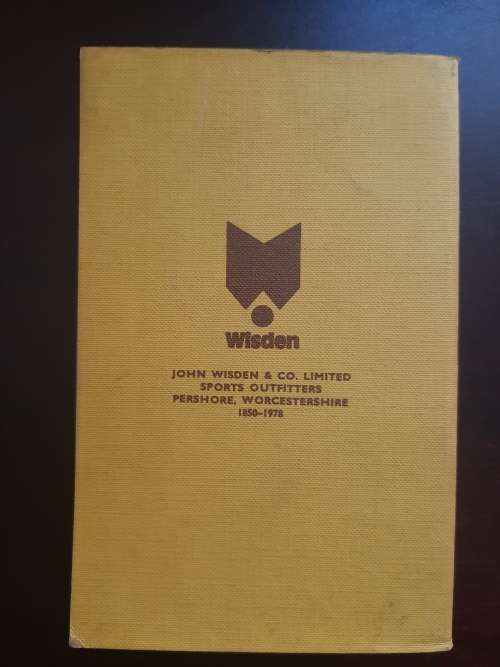 Wisden
JOHN WISDEN & CO. LIMITED
SPORTS OUTFITTERS
PERSHORE, WORCESTERSHIRE
1850–1978